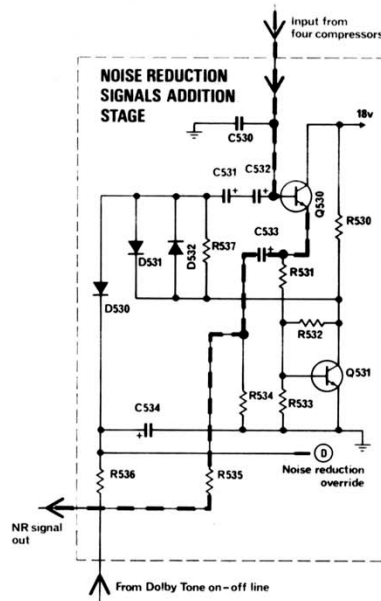 Input from
four compressors
NOISE REDUCTION
SIGNALS ADDITION
STAGE
18v
C530
C531
C532
Q530
C533
R530
D531
D532
R537
R531
D530
R532
Q531
C534
R534
R533
D
Noise reduction
override
R536
R535
NR signal
out
From Dolby Tone on-off line